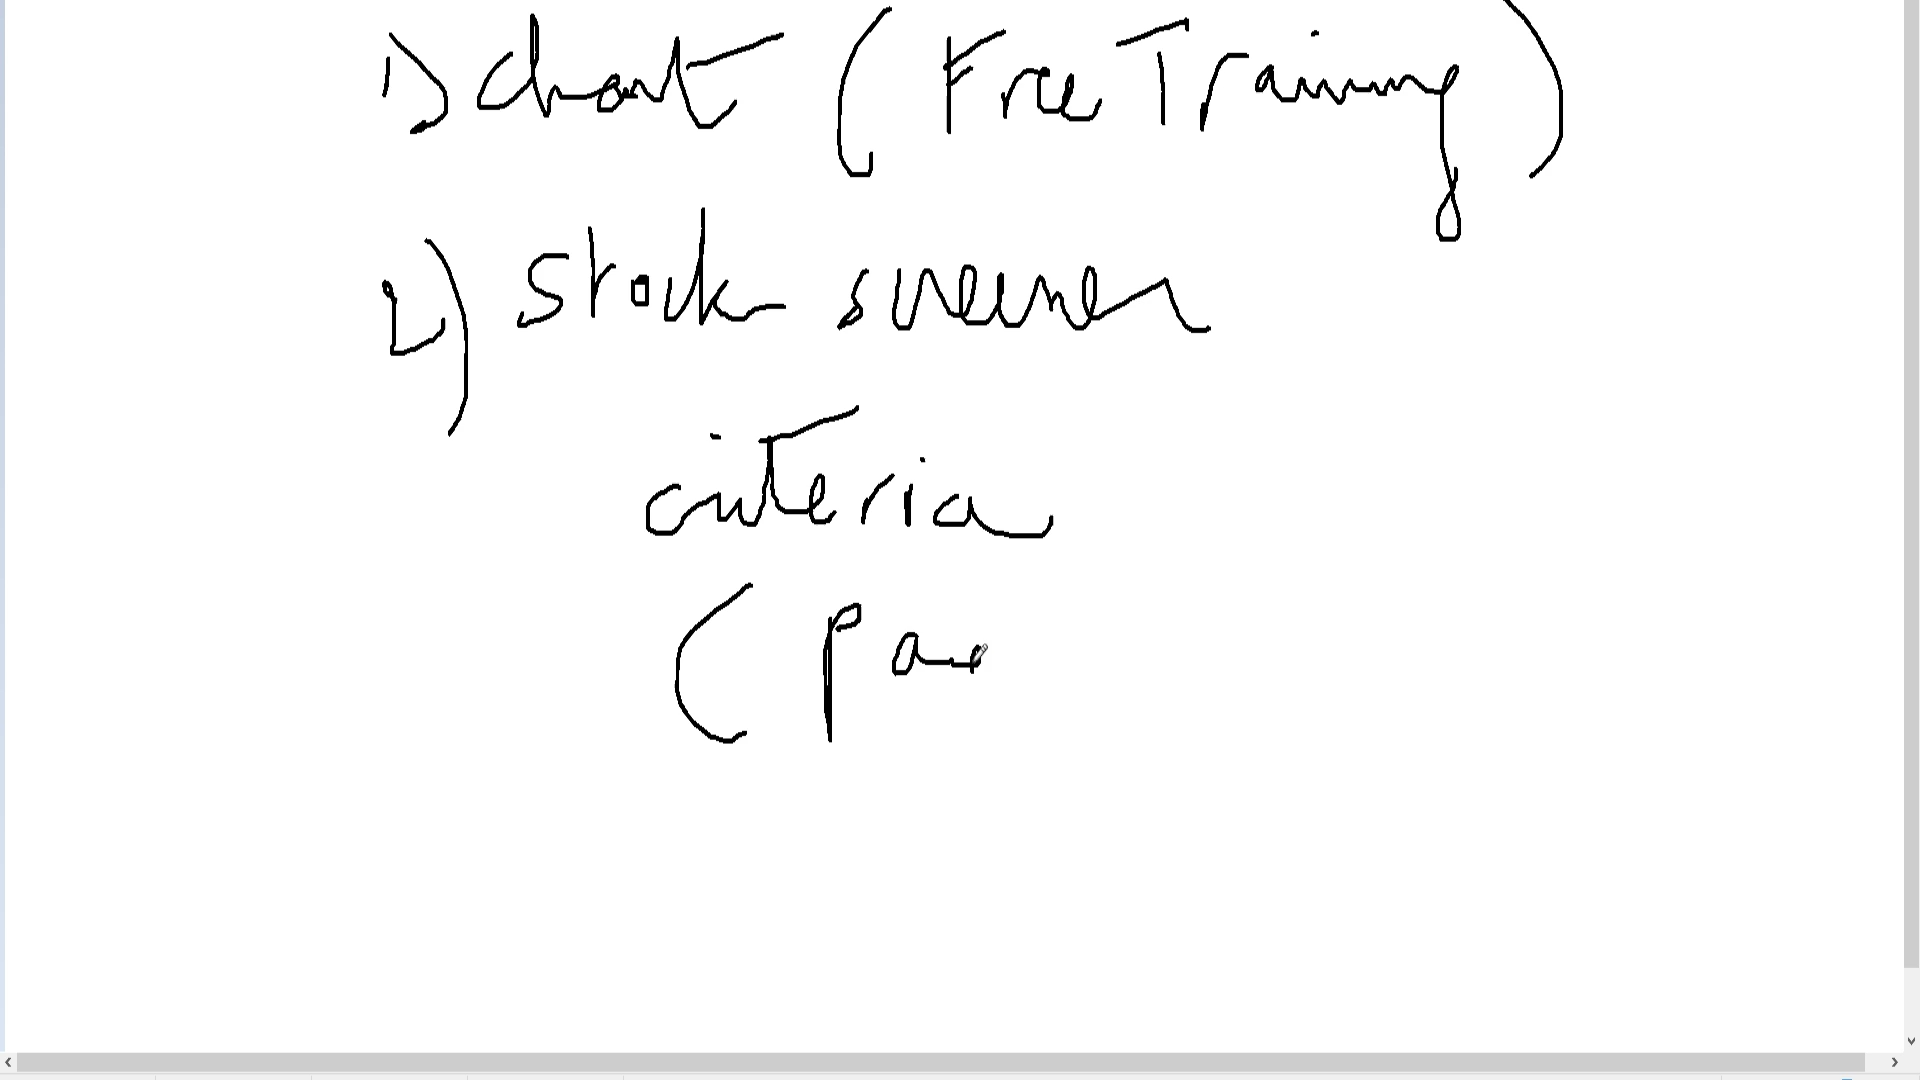 1) chart (Free Training)
2) Stock screener
criteria
(Pa